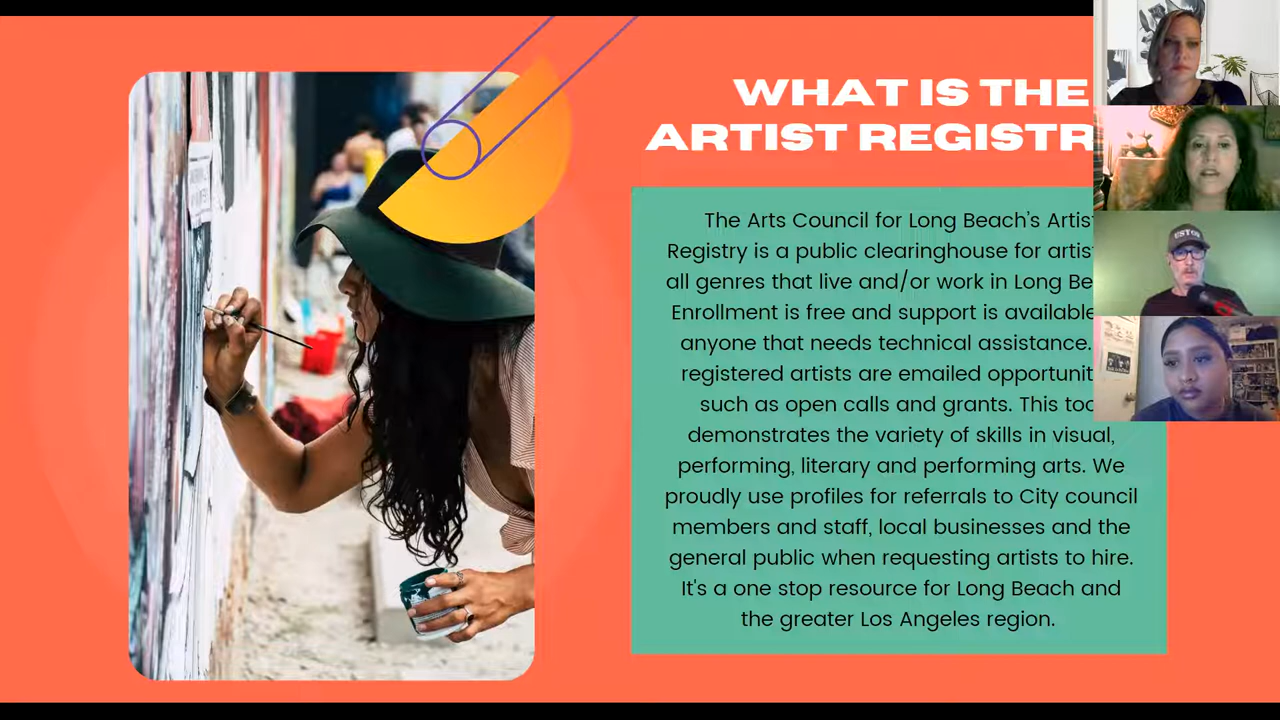 WHAT IS THE
ARTIST REGISTR
The Arts Council for Long Beach's Artis
Registry is a public clearinghouse for artis
all genres that live and/or work in Long Be
Enrollment is free and support is available
anyone that needs technical assistance.
registered artists are emailed opportunit
such as open calls and grants. This too
demonstrates the variety of skills in visual,
performing, literary and performing arts. We
proudly use profiles for referrals to City council
members and staff, local businesses and the
general public when requesting artists to hire.
It's a one stop resource for Long Beach and
the greater Los Angeles region.